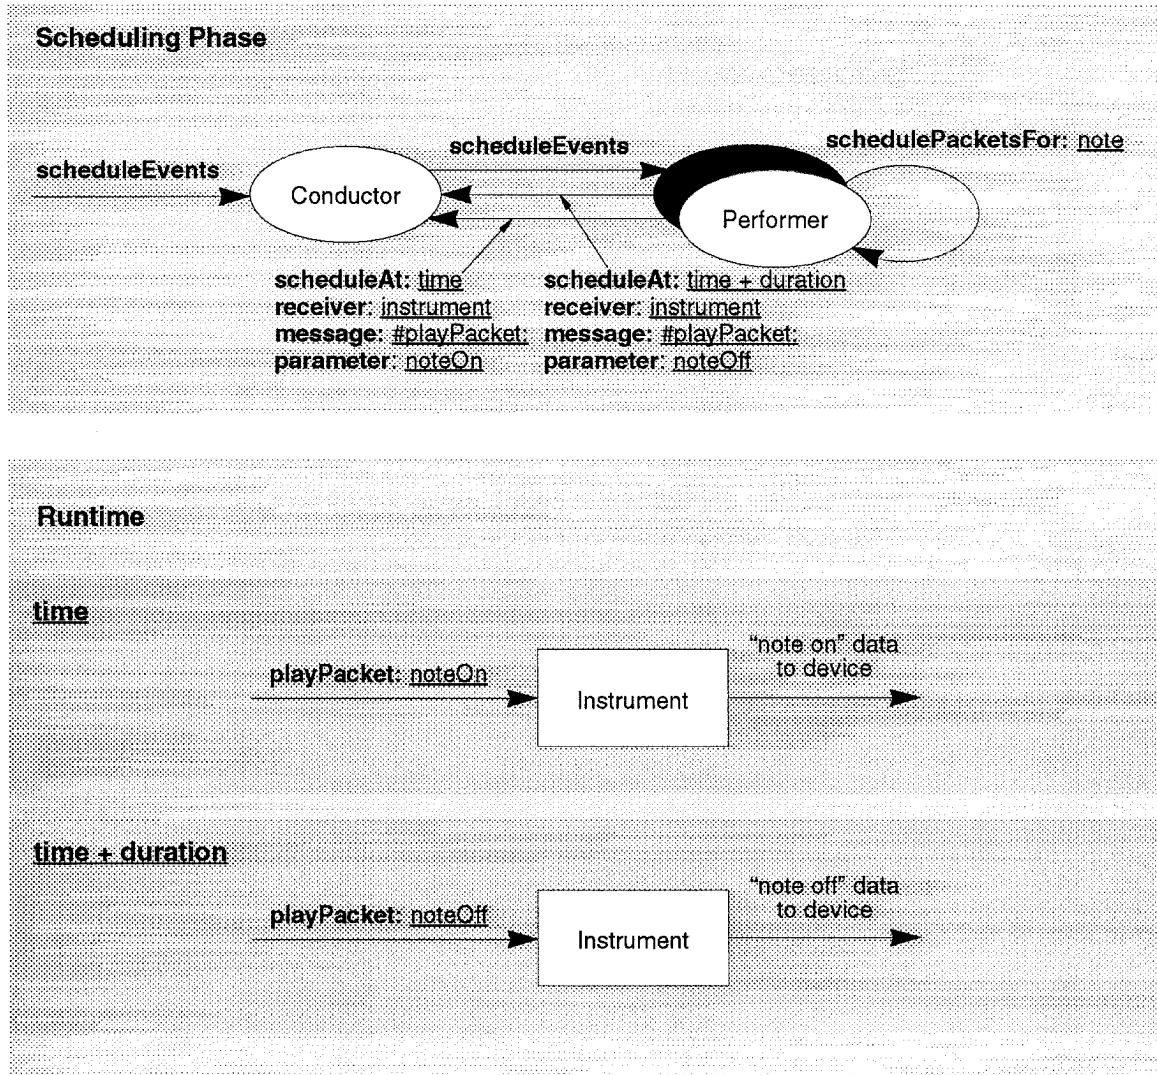 Scheduling Phase
schedulePacketsFor: note
scheduleEvents
scheduleEvents
Conductor
Performer
scheduleAt: time
receiver: instrument
message: #playPacket:
parameter: noteOn
scheduleAt: time + duration
receiver: instrument
message: #playPacket:
parameter: noteOff
Runtime
time
playPacket: noteOn
Instrument
“note on” data
to device
time + duration
playPacket: noteOff
Instrument
“note off” data
to device